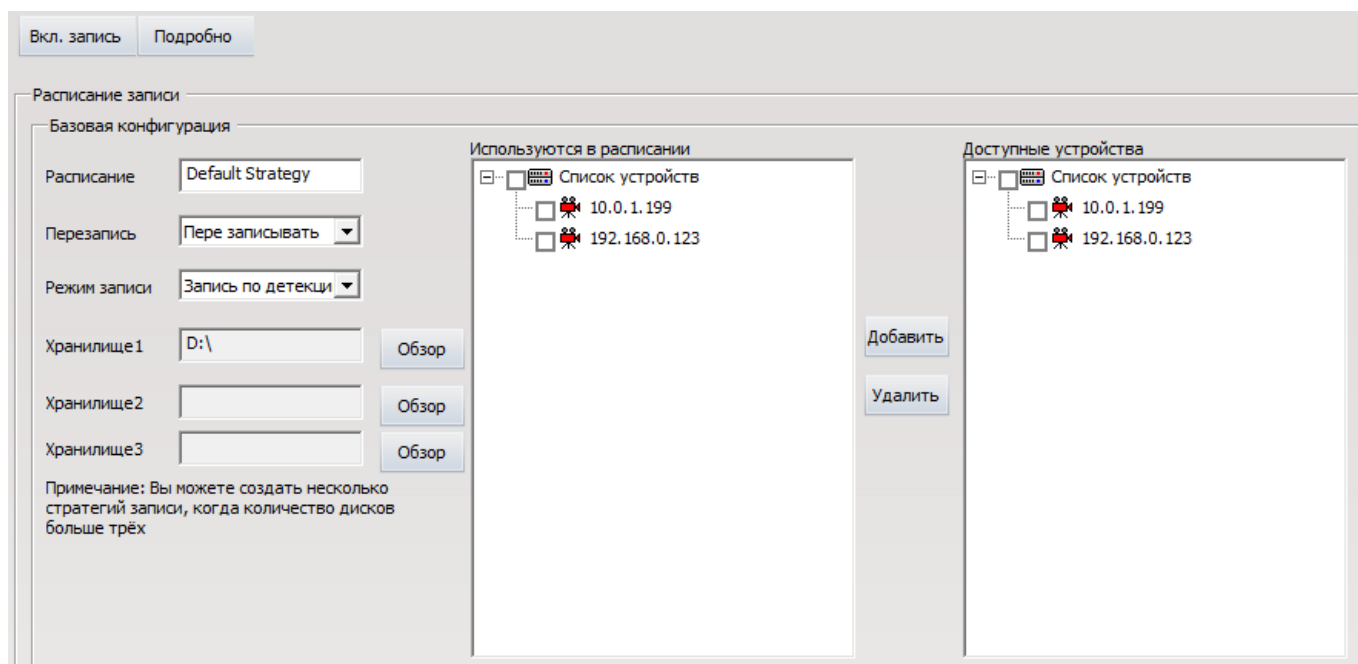 Вкл. запись Подробно
Расписание записи
Базовая конфигурация
Используются в расписании
Доступные устройства
Расписание Default Strategy
Перезапись Пере записывать
Режим записи Запись по детекци
Хранилище1 D:\ Обзор
Хранилище2 Обзор
Хранилище3 Обзор
Примечание: Вы можете создать несколько
стратегий записи, когда количество дисков
больше трёх
Список устройств
10.0.1.199
192.168.0.123
Добавить
Удалить
Список устройств
10.0.1.199
192.168.0.123